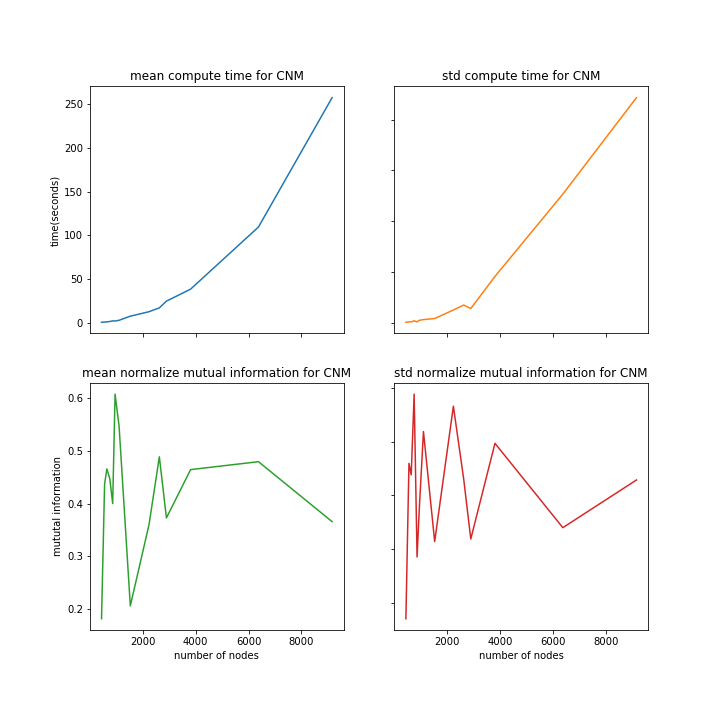 mean compute time for CNM
std compute time for CNM
250
200
150
100
50
0
time(seconds)
mean normalize mutual information for CNM
std normalize mutual information for CNM
0.6
0.5
0.4
0.3
0.2
mututal information
2000 4000 6000 8000
number of nodes
2000 4000 6000 8000
number of nodes